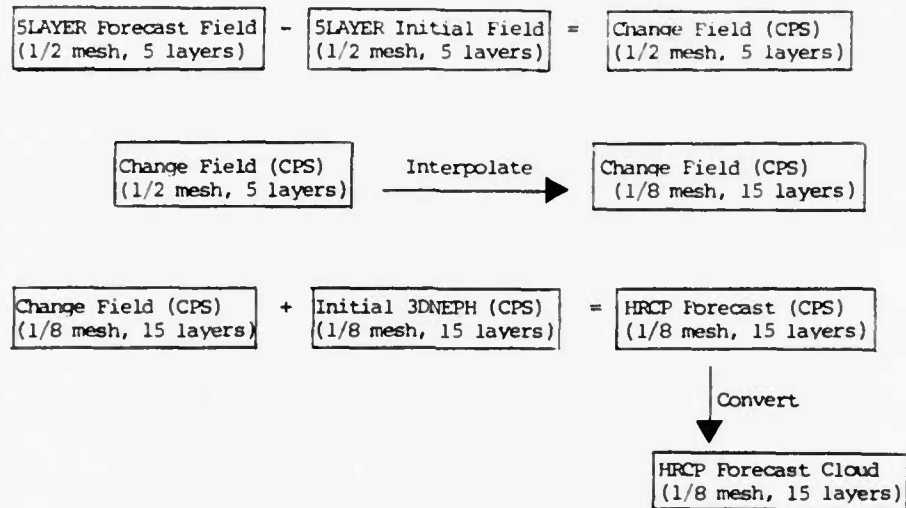 5LAYER Forecast Field - 5LAYER Initial Field = Change Field (CPS)
(1/2 mesh, 5 layers) (1/2 mesh, 5 layers) (1/2 mesh, 5 layers)
Change Field (CPS) Interpolate Change Field (CPS)
(1/2 mesh, 5 layers) (1/8 mesh, 15 layers)
Change Field (CPS) + Initial 3DNEPH (CPS) = HRCP Forecast (CPS)
(1/8 mesh, 15 layers) (1/8 mesh, 15 layers) (1/8 mesh, 15 layers)
Convert
HRCP Forecast Cloud
(1/8 mesh, 15 layers)